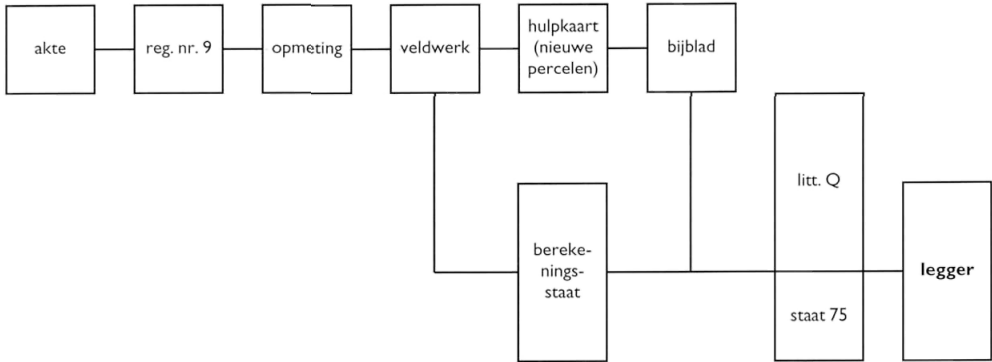 akte
reg. nr. 9
opmeting
veldwerk
hulpkaart
(nieuwe
percelen)
bijblad
litt. Q
bereke-
nings-
staat
legger
staat 75